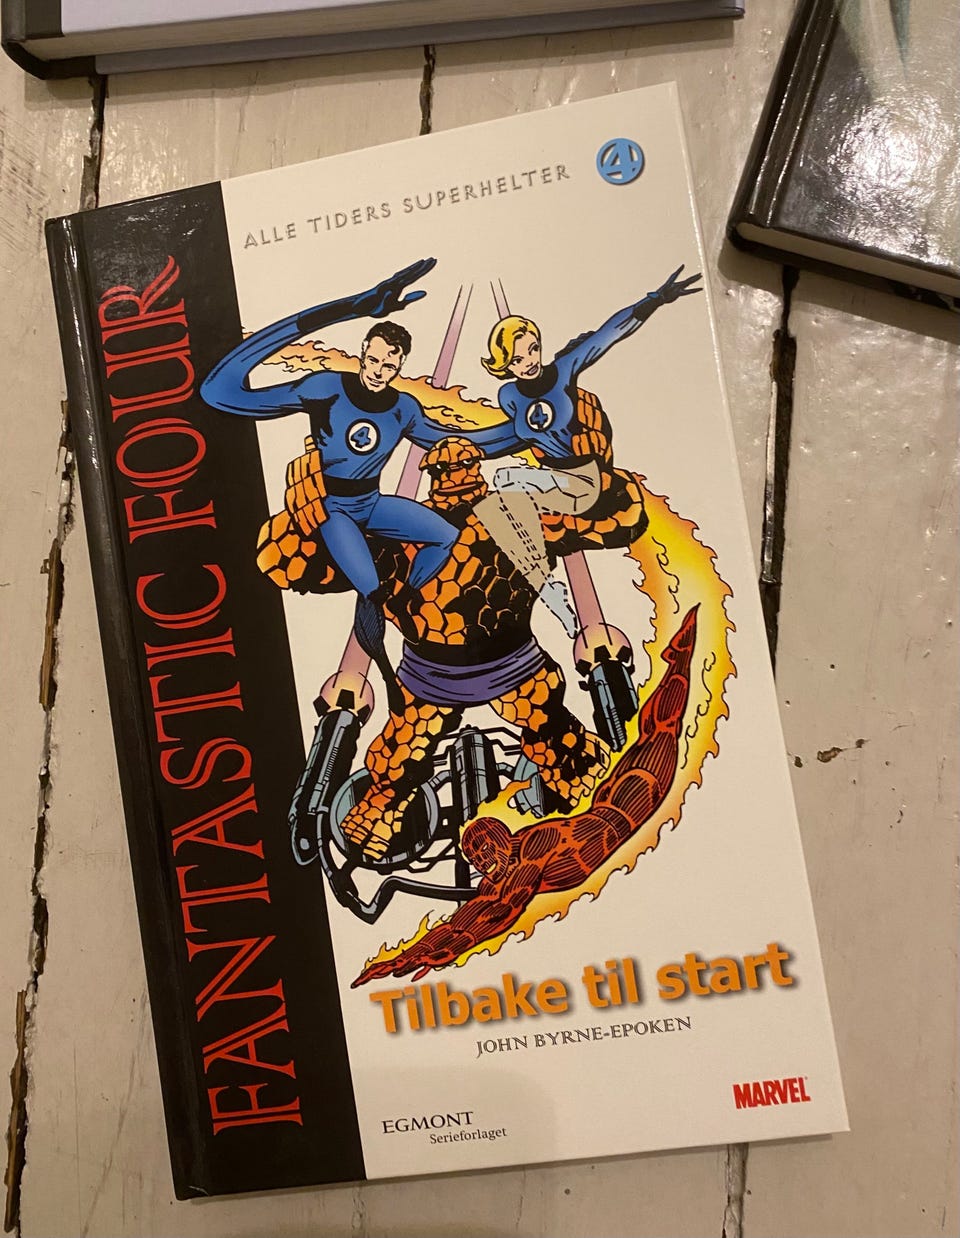 ALLE TIDERS SUPERHELTER
4
FANTASTIC FOUR
4
4
Tilbake til start
JOHN BYRNE-EPOKEN
EGMONT
Serieforlaget
MARVEL